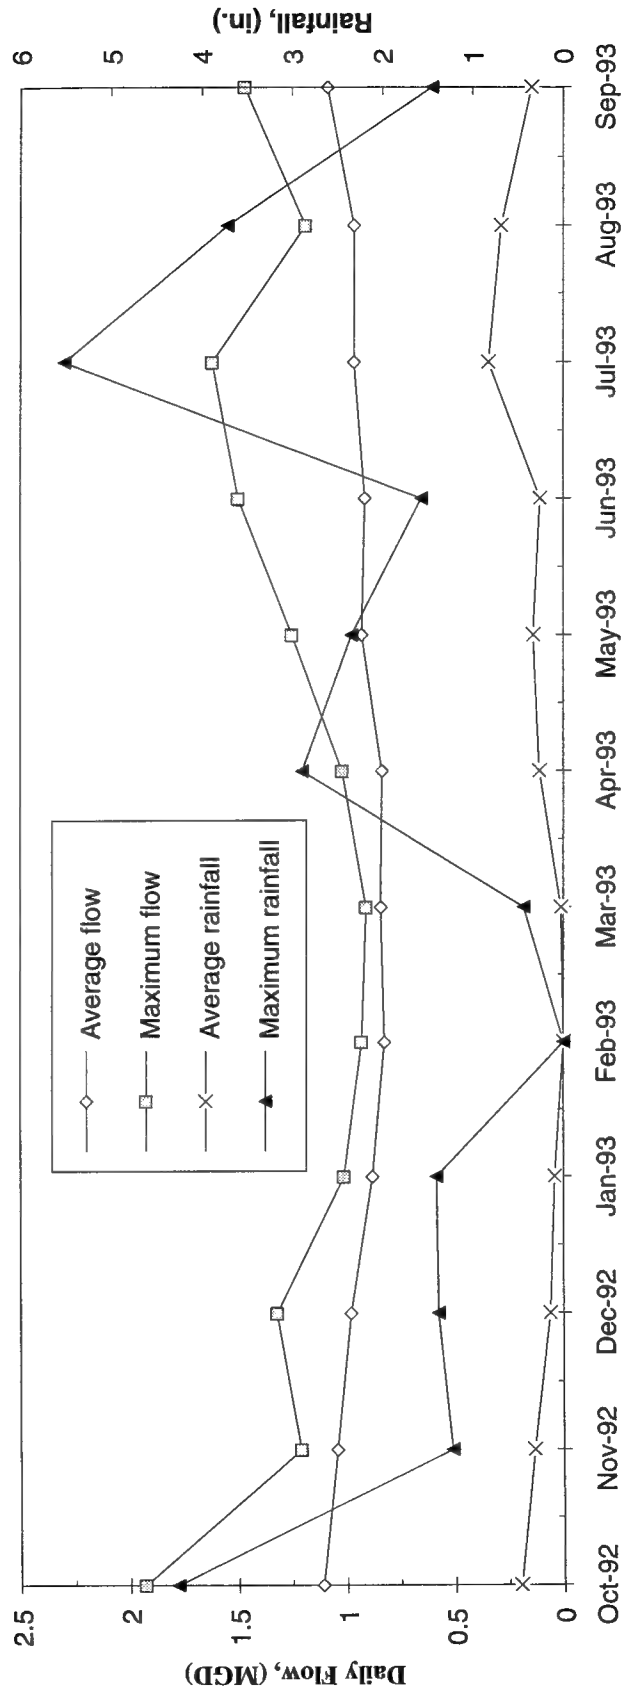 Daily Flow, (MGD)
2.5
2
1.5
1
0.5
0
Average flow
Maximum flow
Average rainfall
Maximum rainfall
6
5
4
3
2
1
0
Rainfall, (in.)
Oct-92 Nov-92 Dec-92 Jan-93 Feb-93 Mar-93 Apr-93 May-93 Jun-93 Jul-93 Aug-93 Sep-93